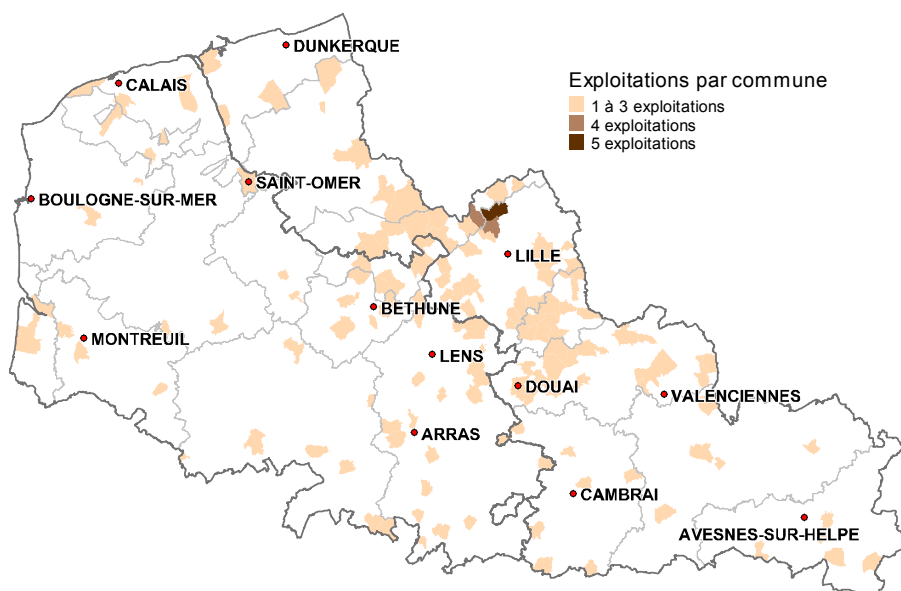 DUNKERQUE
CALAIS
Exploitations par commune
1 à 3 exploitations
4 exploitations
5 exploitations
SAINT-OMER
BOULOGNE-SUR-MER
LILLE
BETHUNE
MONTREUIL
LENS
DOUAI
VALENCIENNES
ARRAS
CAMBRAI
AVESNES-SUR-HELPE